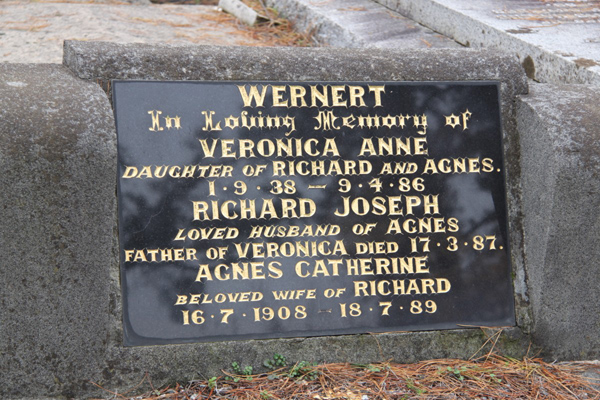 WERNERT
In Loving Memory of
VERONICA ANNE
DAUGHTER OF RICHARD AND AGNES.
1·9·38 — 9·4·86
RICHARD JOSEPH
LOVED HUSBAND OF AGNES
FATHER OF VERONICA DIED 17·3·87.
AGNES CATHERINE
BELOVED WIFE OF RICHARD
16·7·1908 — 18·7·89